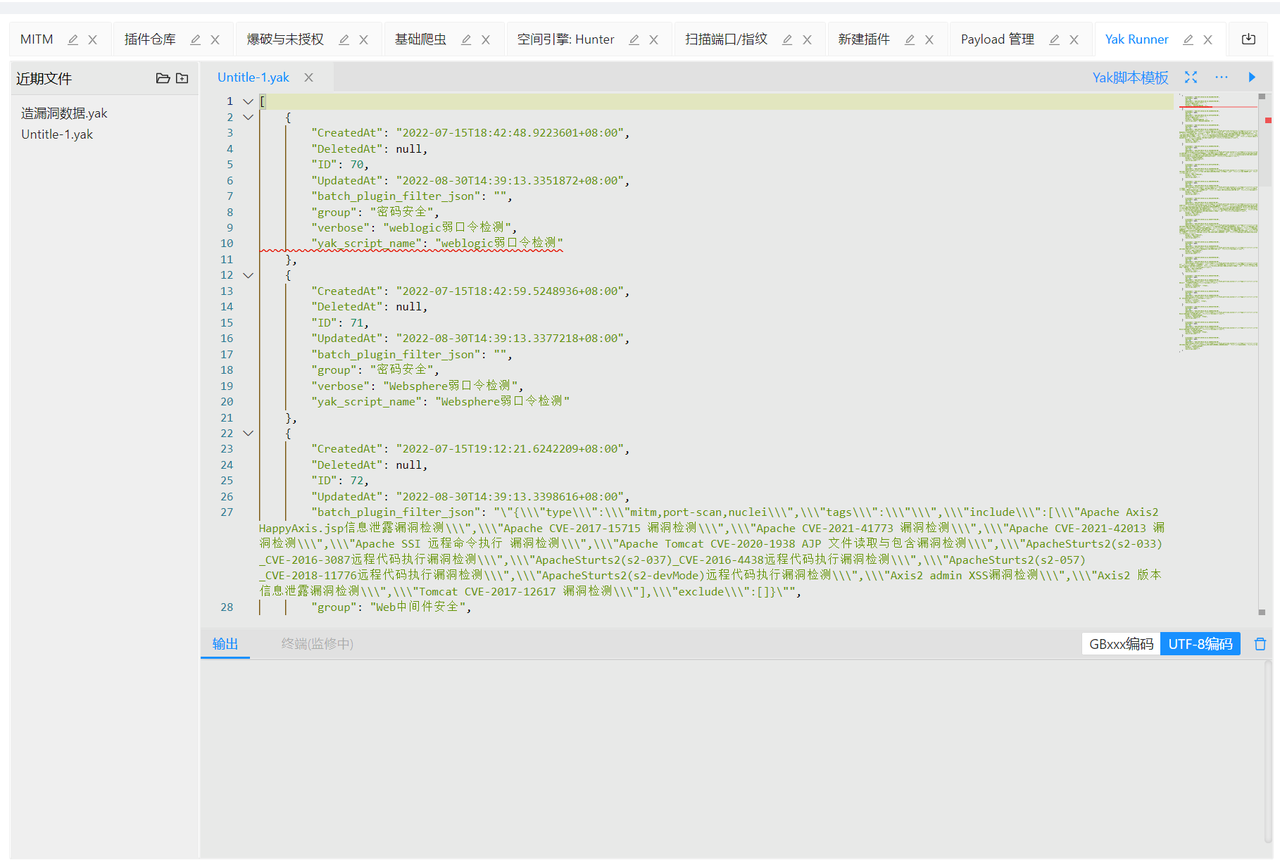 MITM 插件仓库 爆破与未授权 基础爬虫 空间引擎: Hunter 扫描端口/指纹 新建插件 Payload 管理 Yak Runner
近期文件
造漏洞数据.yak
Untitle-1.yak
Untitle-1.yak Yak脚本模板 ···
1 [
2 {
3 "CreatedAt": "2022-07-15T18:42:48.9223601+08:00",
4 "DeletedAt": null,
5 "ID": 70,
6 "UpdatedAt": "2022-08-30T14:39:13.3351872+08:00",
7 "batch_plugin_filter_json": "",
8 "group": "密码安全",
9 "verbose": "weblogic弱口令检测",
10 "yak_script_name": "weblogic弱口令检测"
11 },
12 {
13 "CreatedAt": "2022-07-15T18:42:59.5248936+08:00",
14 "DeletedAt": null,
15 "ID": 71,
16 "UpdatedAt": "2022-08-30T14:39:13.3377218+08:00",
17 "batch_plugin_filter_json": "",
18 "group": "密码安全",
19 "verbose": "Websphere弱口令检测",
20 "yak_script_name": "Websphere弱口令检测"
21 },
22 {
23 "CreatedAt": "2022-07-15T19:12:21.6242209+08:00",
24 "DeletedAt": null,
25 "ID": 72,
26 "UpdatedAt": "2022-08-30T14:39:13.3398616+08:00",
27 "batch_plugin_filter_json": "\"{\\\"type\\\":\\\"mitm,port-scan,nuclei\\\",\\\"tags\\\":\\\"\\\",\\\"include\\\":[\\\"Apache Axis2
HappyAxis.jsp信息泄露漏洞检测\\\",\\\"Apache CVE-2017-15715 漏洞检测\\\",\\\"Apache CVE-2021-41773 漏洞检测\\\",\\\"Apache CVE-2021-42013 漏
洞检测\\\",\\\"Apache SSI 远程命令执行 漏洞检测\\\",\\\"Apache Tomcat CVE-2020-1938 AJP 文件读取与包含漏洞检测\\\",\\\"ApacheSturts2(s2-033)
_CVE-2016-3087远程代码执行漏洞检测\\\",\\\"ApacheSturts2(s2-037)_CVE-2016-4438远程代码执行漏洞检测\\\",\\\"ApacheSturts2(s2-057)
_CVE-2018-11776远程代码执行漏洞检测\\\",\\\"ApacheSturts2(s2-devMode)远程代码执行漏洞检测\\\",\\\"Axis2 admin XSS漏洞检测\\\",\\\"Axis2 版本
信息泄露漏洞检测\\\",\\\"Tomcat CVE-2017-12617 漏洞检测\\\"],\\\"exclude\\\":[]}\"",
28 "group": "Web中间件安全",
输出 终端(监修中) GBxxx编码 UTF-8编码